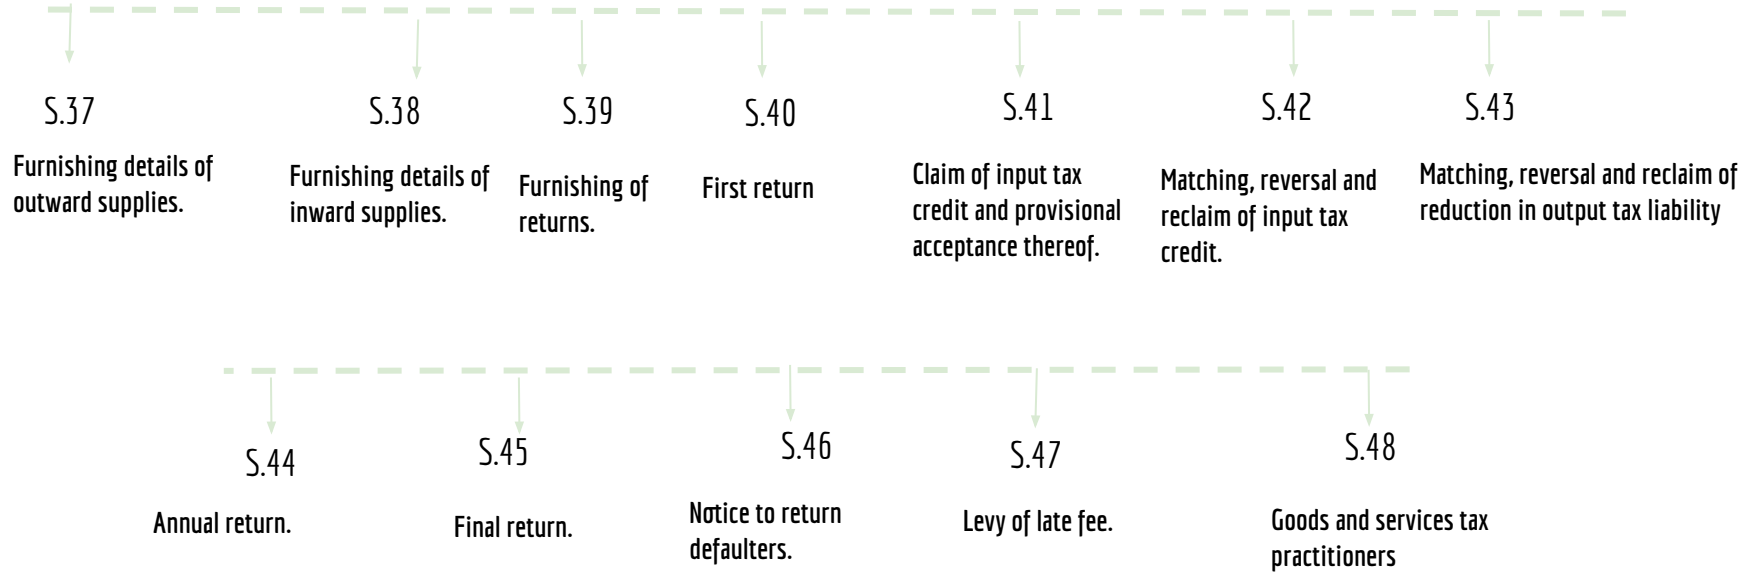 S.37
Furnishing details of
outward supplies.
S.38
Furnishing details of
inward supplies.
S.39
Furnishing of
returns.
S.40
First return
S.41
Claim of input tax
credit and provisional
acceptance thereof.
S.42
Matching, reversal and
reclaim of input tax
credit.
S.43
Matching, reversal and reclaim of
reduction in output tax liability
S.44
Annual return.
S.45
Final return.
S.46
Notice to return
defaulters.
S.47
Levy of late fee.
S.48
Goods and services tax
practitioners